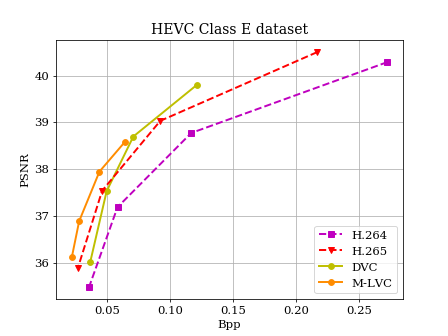 HEVC Class E dataset
PSNR
40
39
38
37
36
0.05
0.10
0.15
0.20
0.25
Bpp
H.264
H.265
DVC
M-LVC